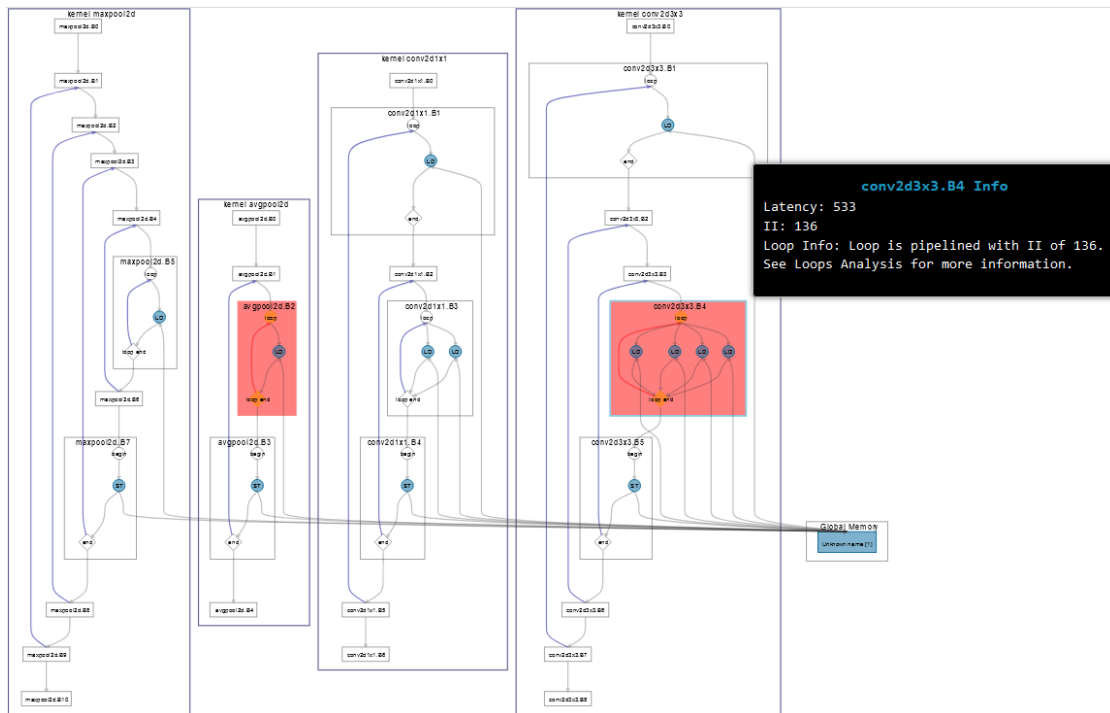 kernel maxpool2d
maxpool2d.B0
maxpool2d.B1
maxpool2d.B2
maxpool2d.B3
maxpool2d.B4
maxpool2d.B5
loop
LD
loop end
maxpool2d.B6
maxpool2d.B7
begin
ST
end
maxpool2d.B8
maxpool2d.B9
maxpool2d.B10
kernel avgpool2d
avgpool2d.B0
avgpool2d.B1
avgpool2d.B2
loop
LD
loop end
avgpool2d.B3
begin
ST
end
avgpool2d.B4
kernel conv2d1x1
conv2d1x1.B0
conv2d1x1.B1
loop
LD
end
conv2d1x1.B2
conv2d1x1.B3
loop
LD LD
loop end
conv2d1x1.B4
begin
ST
end
conv2d1x1.B5
conv2d1x1.B6
kernel conv2d3x3
conv2d3x3.B0
conv2d3x3.B1
loop
LD
end
conv2d3x3.B2
conv2d3x3.B3
conv2d3x3.B4
loop
LD LD LD LD
loop end
conv2d3x3.B5
begin
ST
end
conv2d3x3.B6
conv2d3x3.B7
conv2d3x3.B8
conv2d3x3.B4 Info
Latency: 533
II: 136
Loop Info: Loop is pipelined with II of 136.
See Loops Analysis for more information.
Global Memory
Unknown name [1]